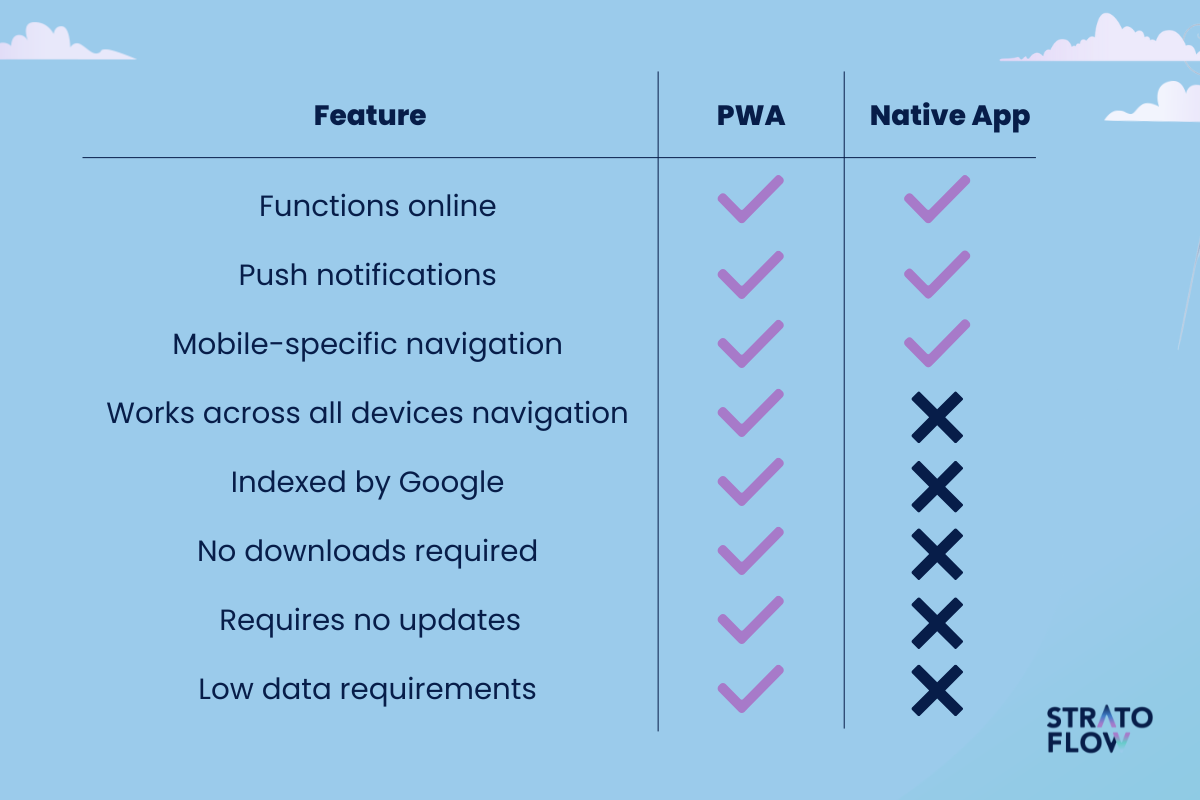 Feature PWA Native App
Functions online
Push notifications
Mobile-specific navigation
Works across all devices navigation
Indexed by Google
No downloads required
Requires no updates
Low data requirements
STRATO
FLOW